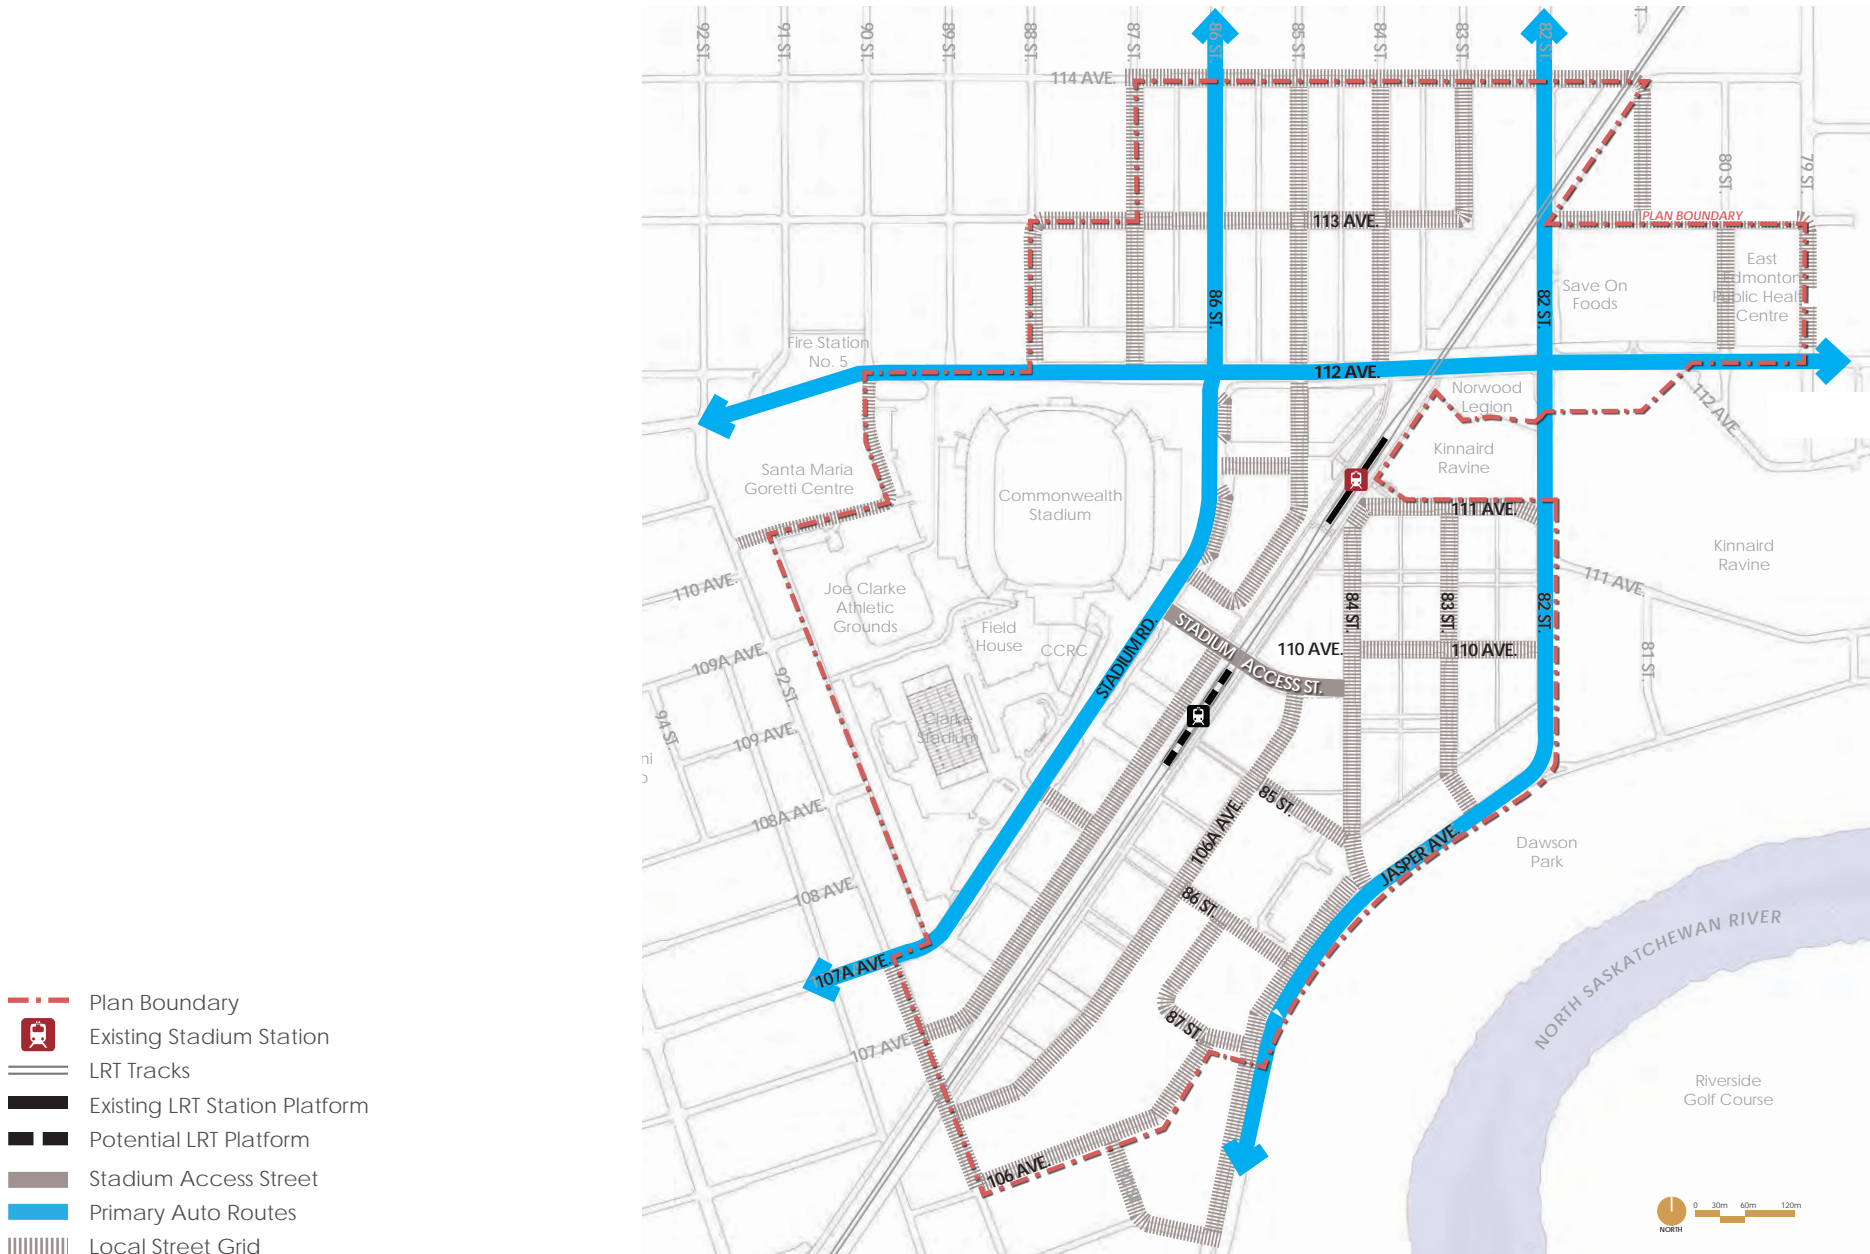 92 ST.
91 ST.
90 ST.
89 ST.
88 ST.
87 ST.
86 ST.
85 ST.
84 ST.
83 ST.
82 ST.
T.
114 AVE.
80 ST.
79 ST.
113 AVE.
PLAN BOUNDARY
East
Edmonton
Public Health
Centre
Save On
Foods
86 ST.
82 ST.
Fire Station
No. 5
112 AVE.
Norwood
Legion
112 AVE.
Kinnaird
Ravine
Santa Maria
Goretti Centre
Commonwealth
Stadium
111 AVE.
Kinnaird
Ravine
111 AVE.
110 AVE.
Joe Clarke
Athletic
Grounds
84 ST.
83 ST.
82 ST.
Field
House
CCRC
STADIUM RD.
STADIUM ACCESS ST.
110 AVE.
110 AVE.
81 ST.
109A AVE.
92 ST.
94 ST.
109 AVE.
Clarke
Stadium
ni
108A AVE.
85 ST.
106A AVE.
JASPER AVE.
Dawson
Park
108 AVE.
86 ST.
NORTH SASKATCHEWAN RIVER
107A AVE.
87 ST.
107 AVE.
106 AVE.
Riverside
Golf Course
Plan Boundary
Existing Stadium Station
LRT Tracks
Existing LRT Station Platform
Potential LRT Platform
Stadium Access Street
Primary Auto Routes
Local Street Grid
0 30m 60m 120m
NORTH